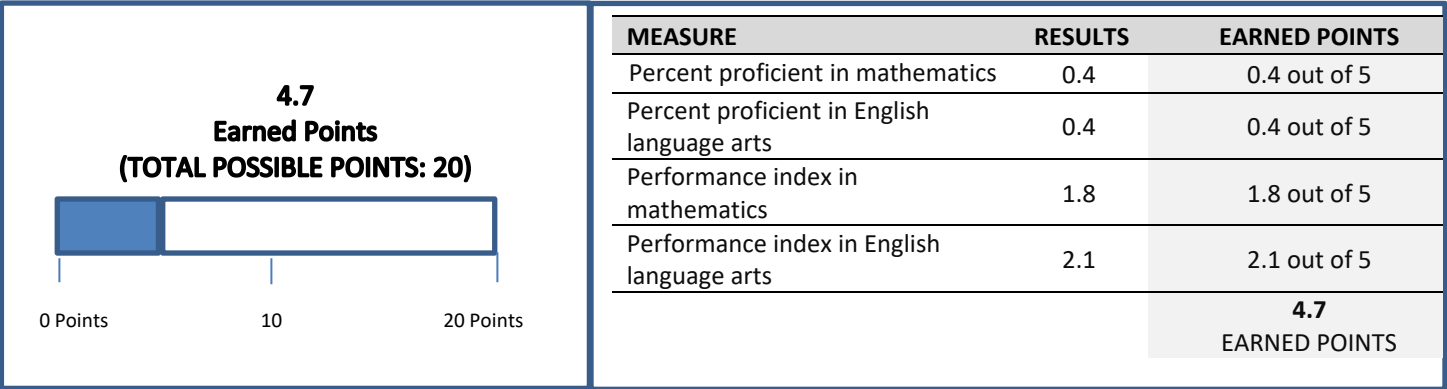 4.7
Earned Points
(TOTAL POSSIBLE POINTS: 20)
0 Points 10 20 Points
MEASURE RESULTS EARNED POINTS
Percent proficient in mathematics 0.4 0.4 out of 5
Percent proficient in English
language arts 0.4 0.4 out of 5
Performance index in
mathematics 1.8 1.8 out of 5
Performance index in English
language arts 2.1 2.1 out of 5
4.7
EARNED POINTS